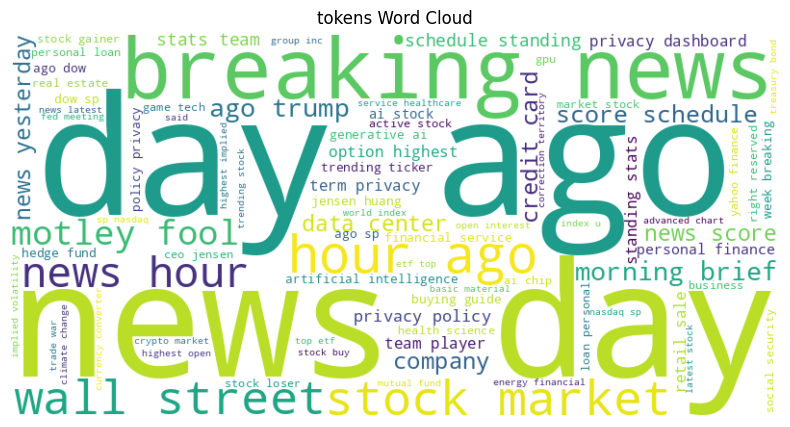 tokens Word Cloud
stock gainer
stats team
group inc
schedule standing
privacy dashboard
news yesterday
personal loan
breaking news
gpu
treasury bond
ago dow
real estate
dow sp
news latest
fed meeting
game tech
said
ago trump
service healthcare
ai stock
active stock
credit card
market stock
score schedule
day ago
policy privacy
highest implied
trending stock
generative ai
option highest
trending ticker
term privacy
correction territory
yahoo finance
right reserved
week breaking
jensen huang
world index
sp nasdaq
data center
open interest
index u
standing stats
advanced chart
motley fool
ago sp
financial service
news score
hedge fund
ceo jensen
hour ago
etf top
personal finance
news hour
artificial intelligence
ai chip
morning brief
basic material
buying guide
business
implied volatility
news day
privacy policy
nasdaq sp
health science
loan personal
retail sale
latest stock
social security
trade war
climate change
currency converter
crypto market
highest open
top etf
stock buy
team player
company
stock loser
mutual fund
energy financial
wall street
stock market